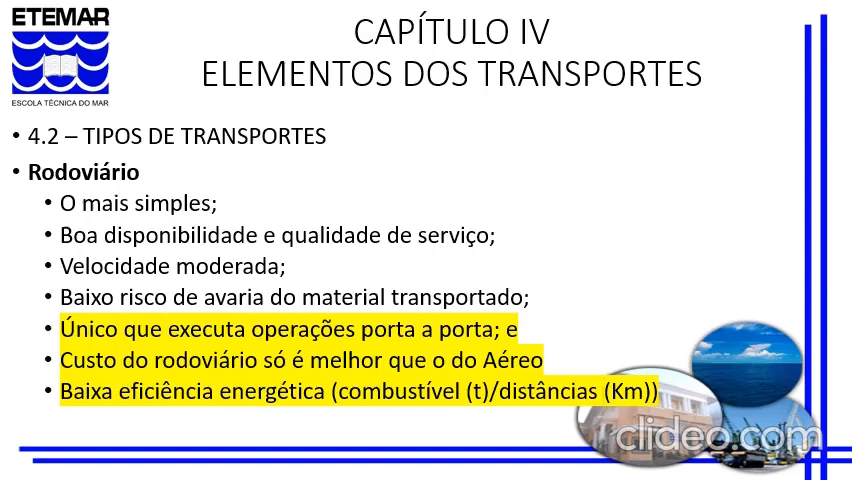 ETEMAR
ESCOLA TÉCNICA DO MAR
CAPÍTULO IV
ELEMENTOS DOS TRANSPORTES
• 4.2 – TIPOS DE TRANSPORTES
• Rodoviário
• O mais simples;
• Boa disponibilidade e qualidade de serviço;
• Velocidade moderada;
• Baixo risco de avaria do material transportado;
• Único que executa operações porta a porta; e
• Custo do rodoviário só é melhor que o do Aéreo
• Baixa eficiência energética (combustível (t)/distâncias (Km))
clideo.com